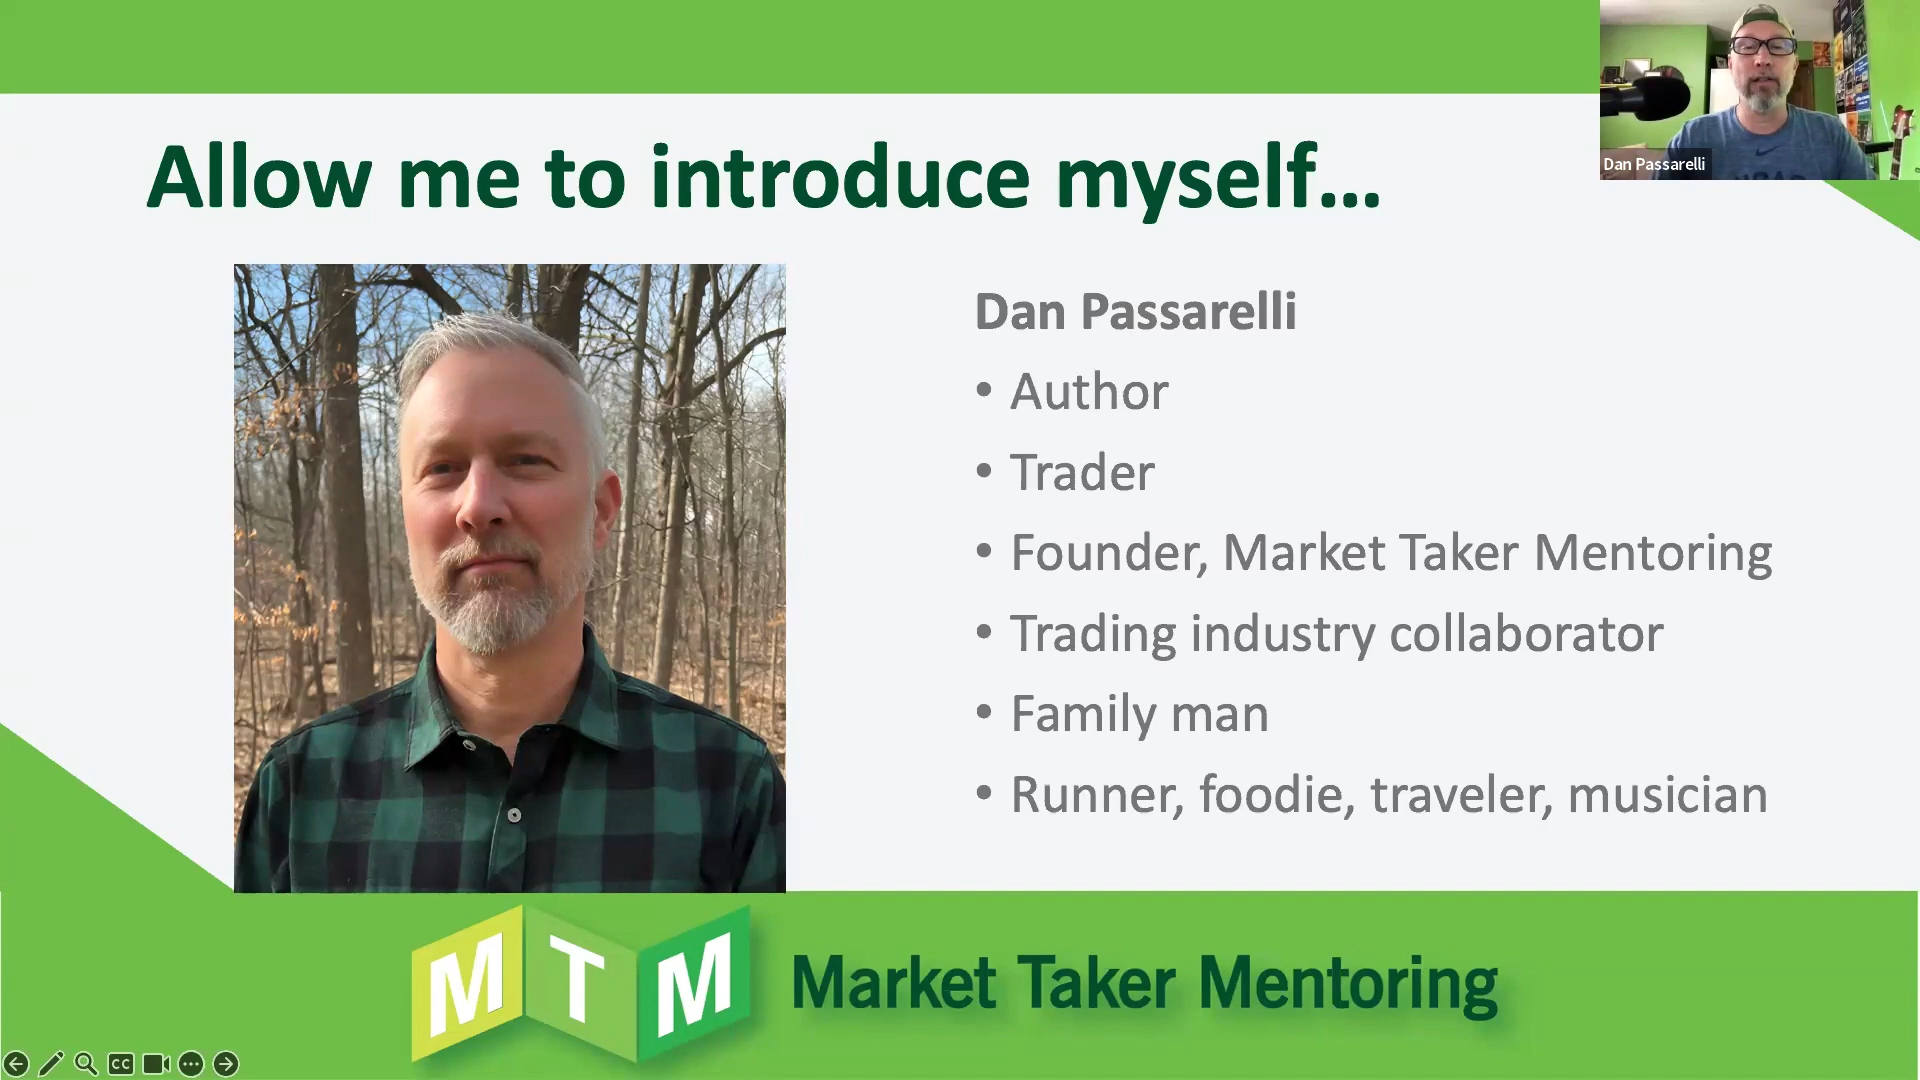 Allow me to introduce myself...
Dan Passarelli
Dan Passarelli
• Author
• Trader
• Founder, Market Taker Mentoring
• Trading industry collaborator
• Family man
• Runner, foodie, traveler, musician
MTM Market Taker Mentoring
CC